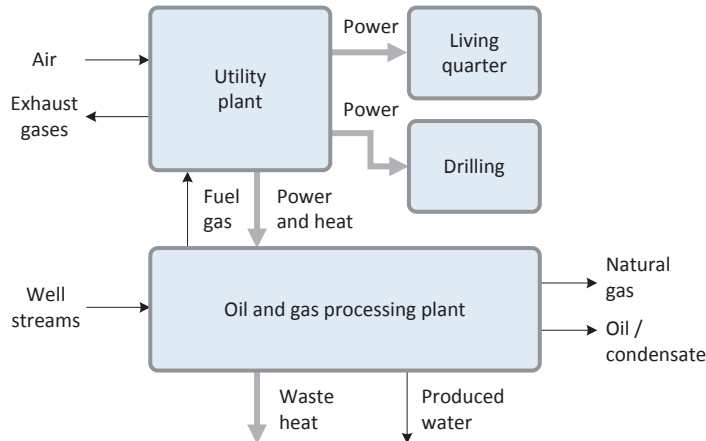 Power
Living
quarter
Air
Utility
plant
Exhaust
gases
Power
Drilling
Fuel
gas
Power
and heat
Natural
gas
Well
streams
Oil and gas processing plant
Oil /
condensate
Waste
heat
Produced
water